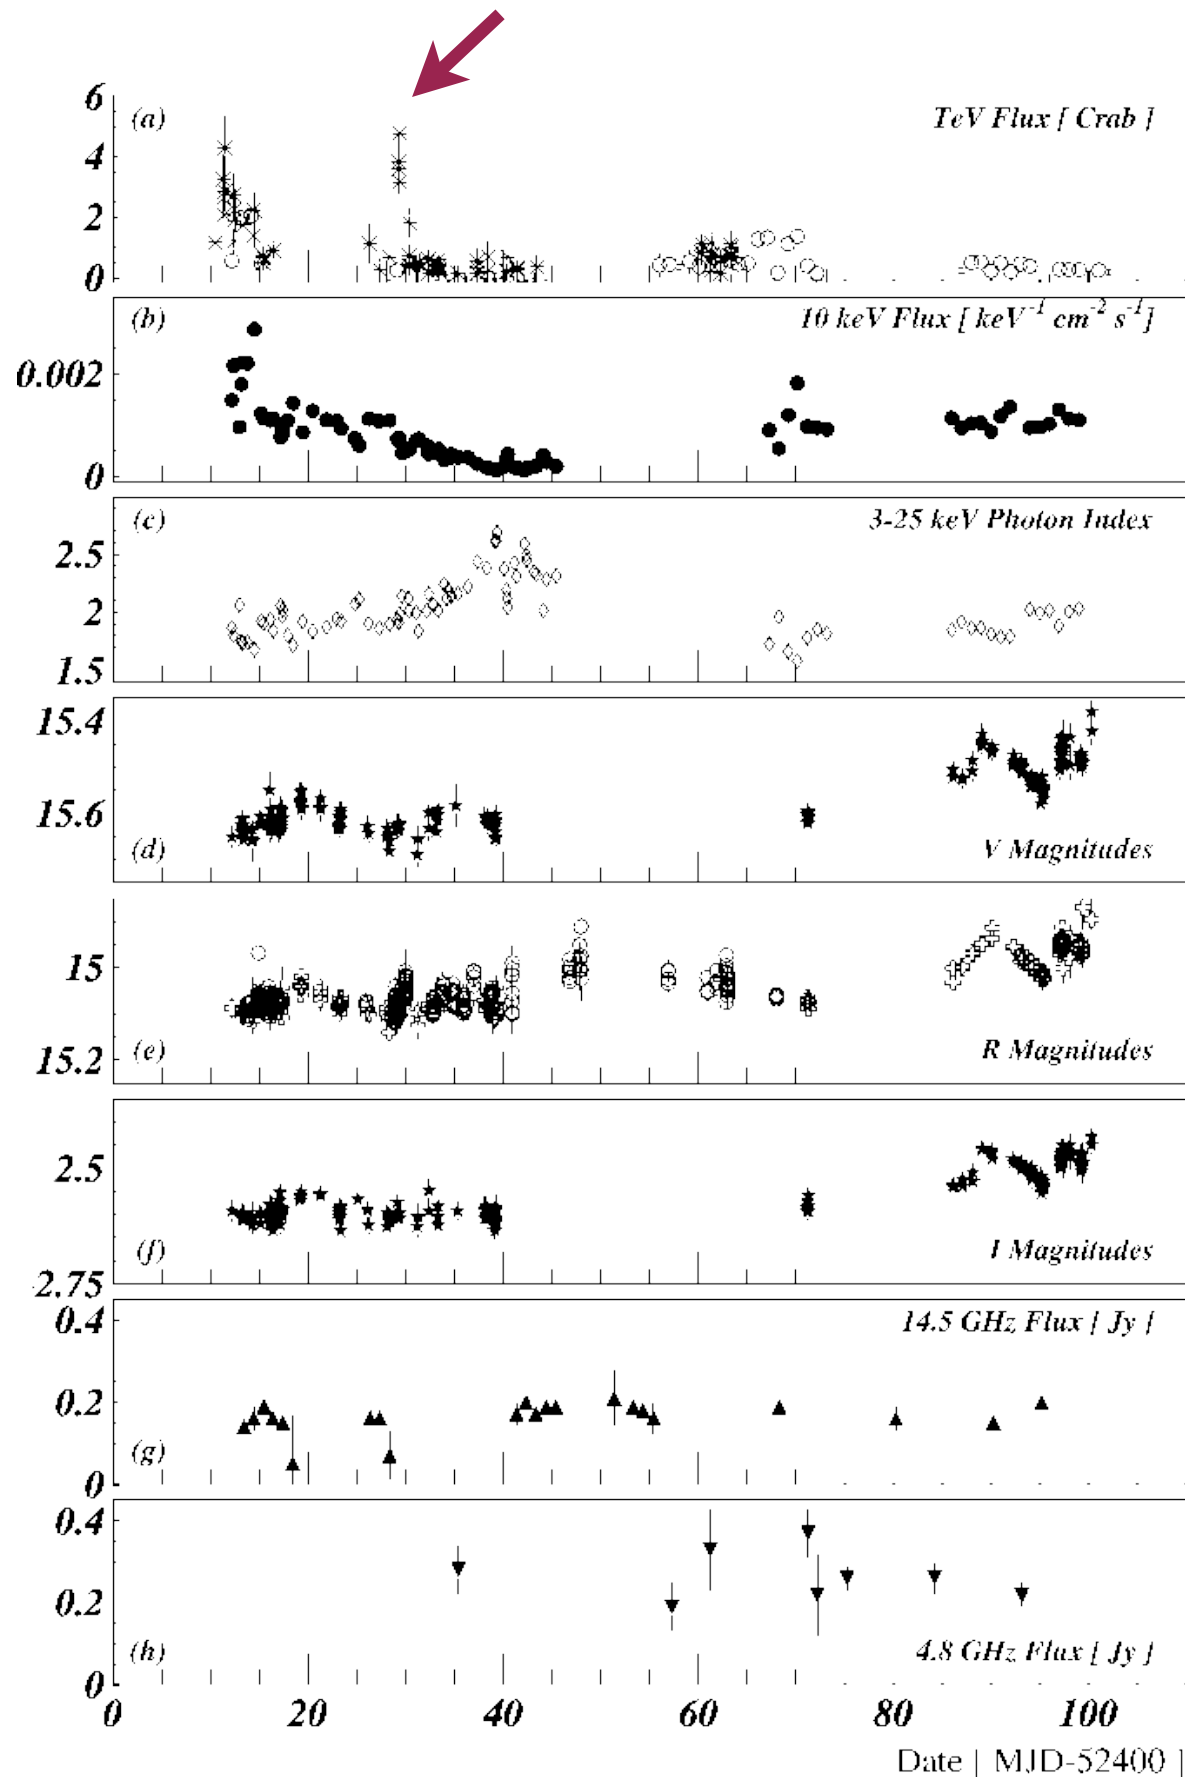 6
(a)
TeV Flux [ Crab ]
4
2
0
(b)
10 keV Flux [ keV⁻¹ cm⁻² s⁻¹]
0.002
0
(c)
3-25 keV Photon Index
2.5
2
1.5
15.4
15.6
(d)
V Magnitudes
15
15.2
(e)
R Magnitudes
2.5
(f)
I Magnitudes
2.75
0.4
14.5 GHz Flux [ Jy ]
0.2
(g)
0
0.4
0.2
(h)
4.8 GHz Flux [ Jy ]
0
0 20 40 60 80 100
Date [ MJD-52400 ]